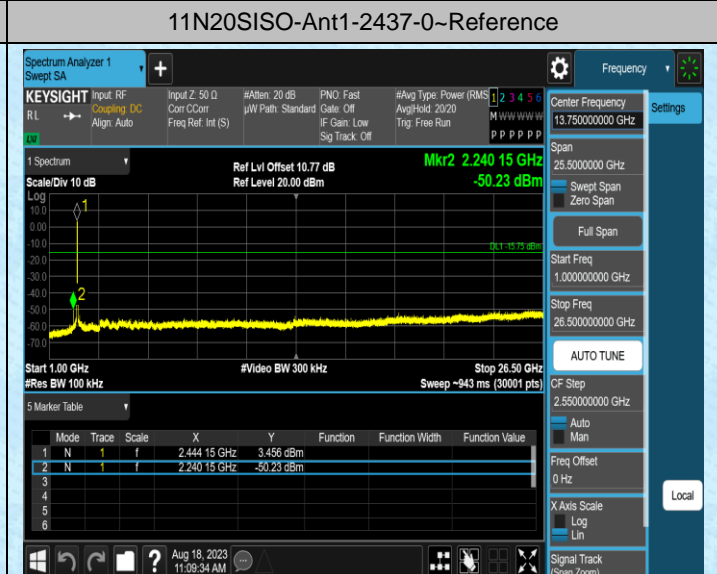 11N20SISO-Ant1-2437-0~Reference
Spectrum Analyzer 1
Swept SA
+
Frequency
KEYSIGHT
RL
LW
Input: RF
Coupling: DC
Align: Auto
Input Z: 50 Ω
Corr CCorr
Freq Ref: Int (S)
#Atten: 20 dB
µW Path: Standard
PNO: Fast
Gate: Off
IF Gain: Low
Sig Track: Off
#Avg Type: Power (RMS
Avg|Hold: 20/20
Trig: Free Run
1 2 3 4 5 6
M W W W W W
P P P P P P
1 Spectrum
Scale/Div 10 dB
Ref Lvl Offset 10.77 dB
Ref Level 20.00 dBm
Mkr2 2.240 15 GHz
-50.23 dBm
Log
10.0
0.00
-10.0
-20.0
-30.0
-40.0
-50.0
-60.0
-70.0
1
2
DL1 -15.75 dBm
Start 1.00 GHz
#Res BW 100 kHz
#Video BW 300 kHz
Stop 26.50 GHz
Sweep ~943 ms (30001 pts)
5 Marker Table
Mode Trace Scale X Y Function Function Width Function Value
1 N 1 f 2.444 15 GHz 3.456 dBm
2 N 1 f 2.240 15 GHz -50.23 dBm
3
4
5
6
Aug 18, 2023
11:09:34 AM
Center Frequency
13.750000000 GHz
Span
25.5000000 GHz
Swept Span
Zero Span
Full Span
Start Freq
1.000000000 GHz
Stop Freq
26.500000000 GHz
AUTO TUNE
CF Step
2.550000000 GHz
Auto
Man
Freq Offset
0 Hz
X Axis Scale
Log
Lin
Signal Track
(Span Zoom)
Settings
Local